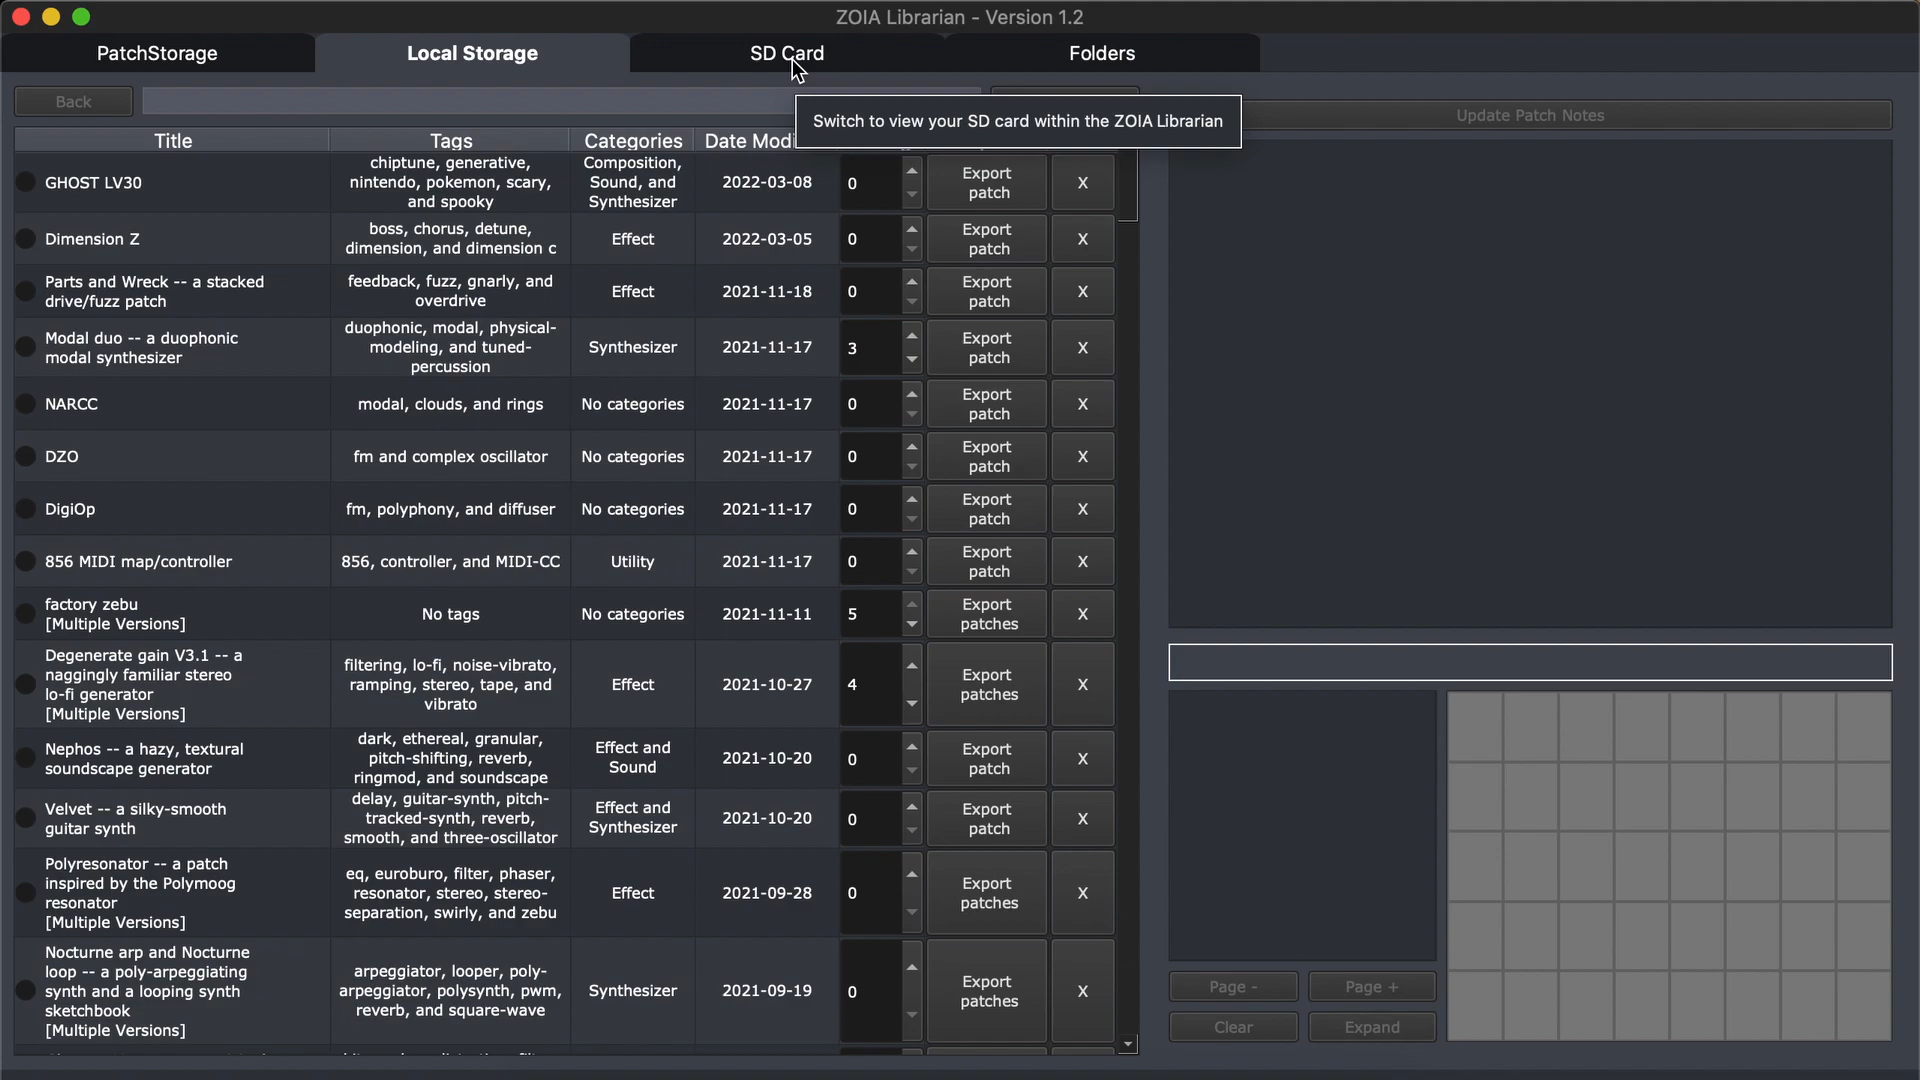 ZOIA Librarian - Version 1.2
PatchStorage
Local Storage
SD Card
Folders
Back
Switch to view your SD card within the ZOIA Librarian
Update Patch Notes
Title
Tags
Categories
Date Modi
GHOST LV30
chiptune, generative,
nintendo, pokemon, scary,
and spooky
Composition,
Sound, and
Synthesizer
2022-03-08
0
Export
patch
X
Dimension Z
boss, chorus, detune,
dimension, and dimension c
Effect
2022-03-05
0
Export
patch
X
Parts and Wreck -- a stacked
drive/fuzz patch
feedback, fuzz, gnarly, and
overdrive
Effect
2021-11-18
0
Export
patch
X
Modal duo -- a duophonic
modal synthesizer
duophonic, modal, physical-
modeling, and tuned-
percussion
Synthesizer
2021-11-17
3
Export
patch
X
NARCC
modal, clouds, and rings
No categories
2021-11-17
0
Export
patch
X
DZO
fm and complex oscillator
No categories
2021-11-17
0
Export
patch
X
DigiOp
fm, polyphony, and diffuser
No categories
2021-11-17
0
Export
patch
X
856 MIDI map/controller
856, controller, and MIDI-CC
Utility
2021-11-17
0
Export
patch
X
factory zebu
[Multiple Versions]
No tags
No categories
2021-11-11
5
Export
patches
X
Degenerate gain V3.1 -- a
naggingly familiar stereo
lo-fi generator
[Multiple Versions]
filtering, lo-fi, noise-vibrato,
ramping, stereo, tape, and
vibrato
Effect
2021-10-27
4
Export
patches
X
Nephos -- a hazy, textural
soundscape generator
dark, ethereal, granular,
pitch-shifting, reverb,
ringmod, and soundscape
Effect and
Sound
2021-10-20
0
Export
patch
X
Velvet -- a silky-smooth
guitar synth
delay, guitar-synth, pitch-
tracked-synth, reverb,
smooth, and three-oscillator
Effect and
Synthesizer
2021-10-20
0
Export
patch
X
Polyresonator -- a patch
inspired by the Polymoog
resonator
[Multiple Versions]
eq, euroburo, filter, phaser,
resonator, stereo, stereo-
separation, swirly, and zebu
Effect
2021-09-28
0
Export
patches
X
Nocturne arp and Nocturne
loop -- a poly-arpeggiating
synth and a looping synth
sketchbook
[Multiple Versions]
arpeggiator, looper, poly-
arpeggiator, polysynth, pwm,
reverb, and square-wave
Synthesizer
2021-09-19
0
Export
patches
X
Page -
Page +
Clear
Expand